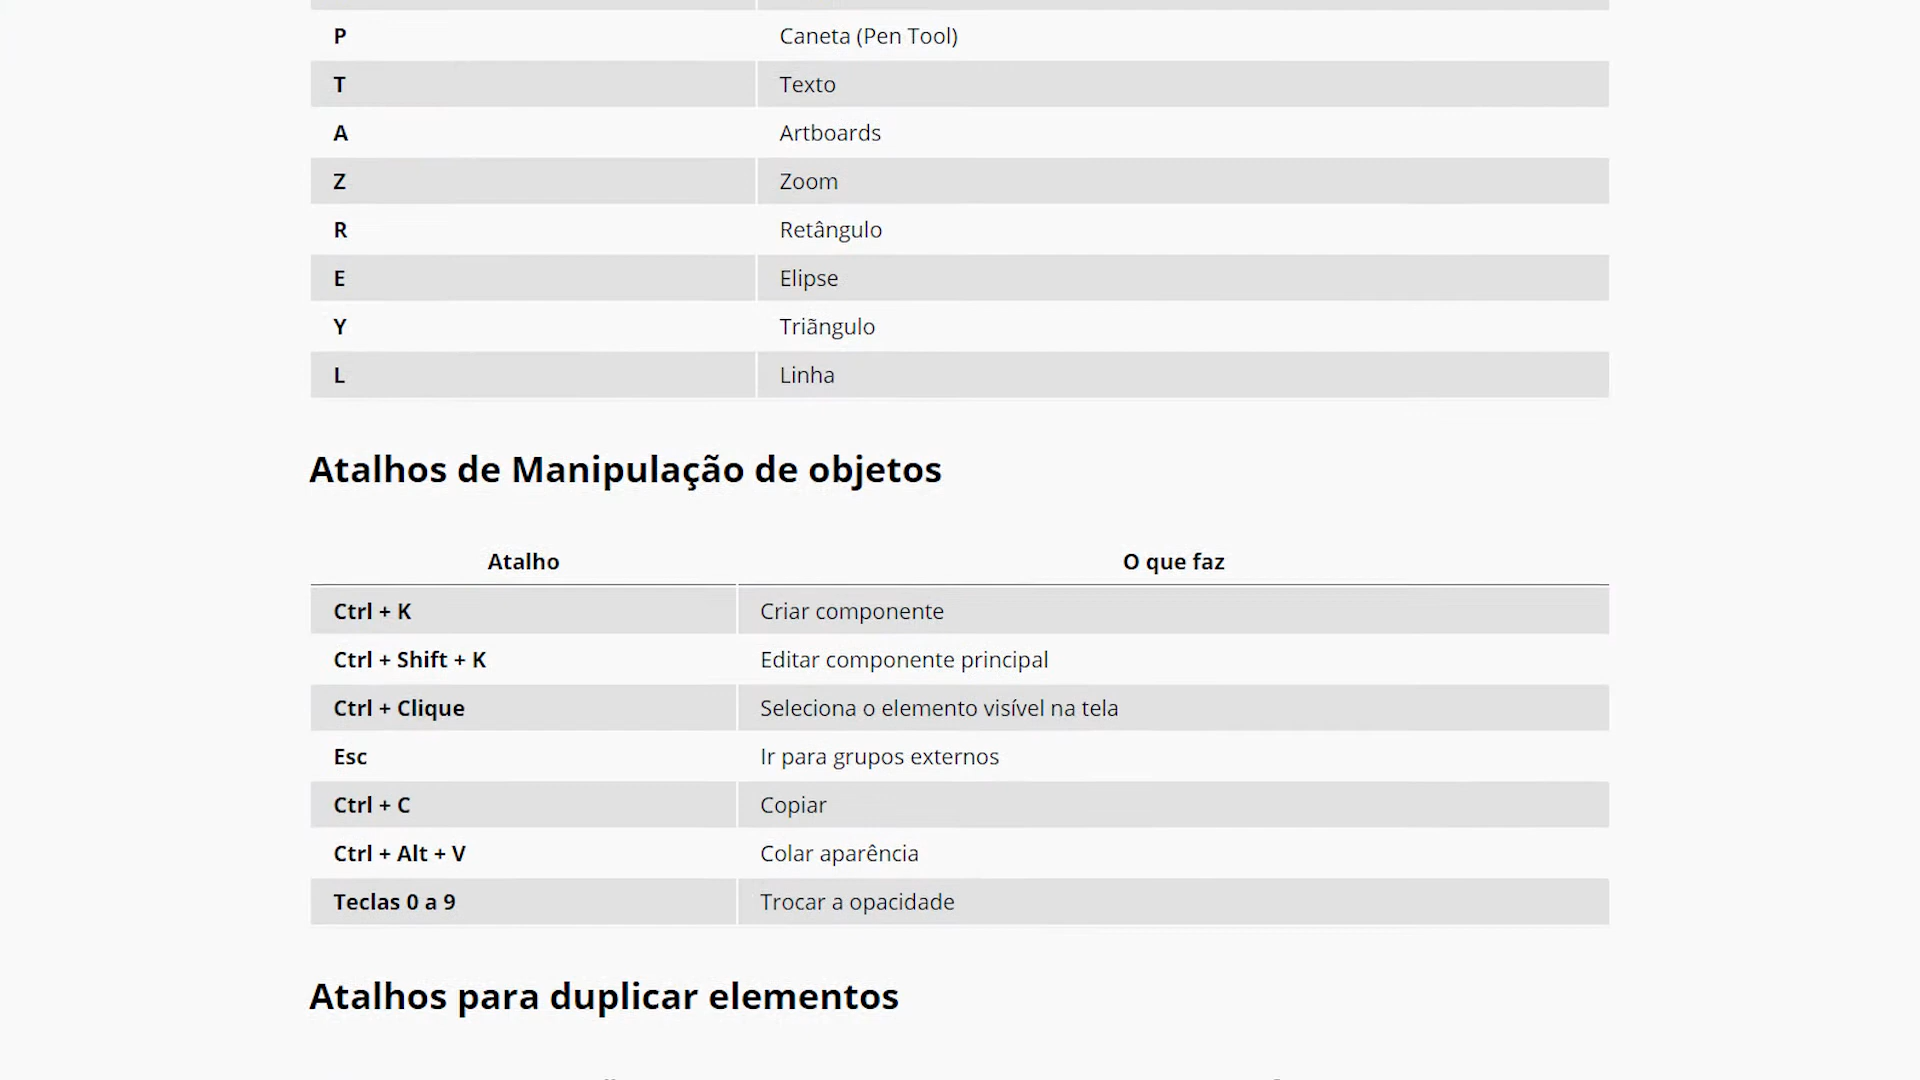 P Caneta (Pen Tool)
T Texto
A Artboards
Z Zoom
R Retângulo
E Elipse
Y Triãngulo
L Linha
Atalhos de Manipulação de objetos
Atalho O que faz
Ctrl + K Criar componente
Ctrl + Shift + K Editar componente principal
Ctrl + Clique Seleciona o elemento visível na tela
Esc Ir para grupos externos
Ctrl + C Copiar
Ctrl + Alt + V Colar aparência
Teclas 0 a 9 Trocar a opacidade
Atalhos para duplicar elementos